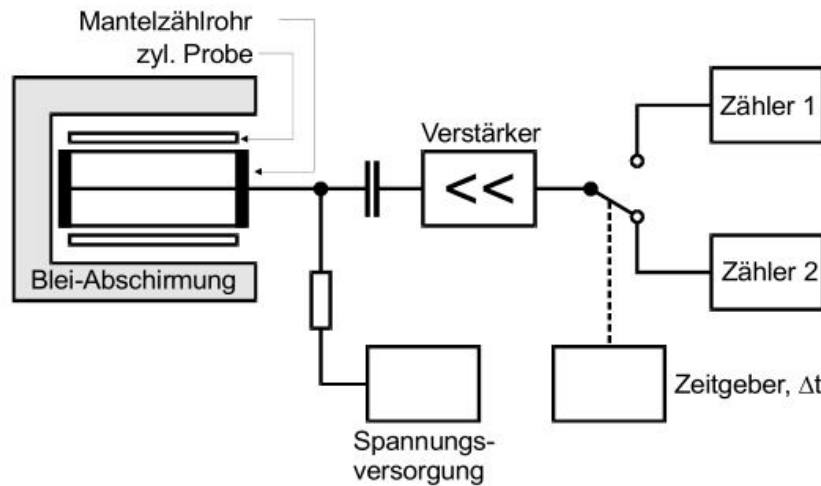 Mantelzählrohr
zyl. Probe
Verstärker
<<
Zähler 1
Blei-Abschirmung
Zähler 2
Zeitgeber, Δt
Spannungs-
versorgung